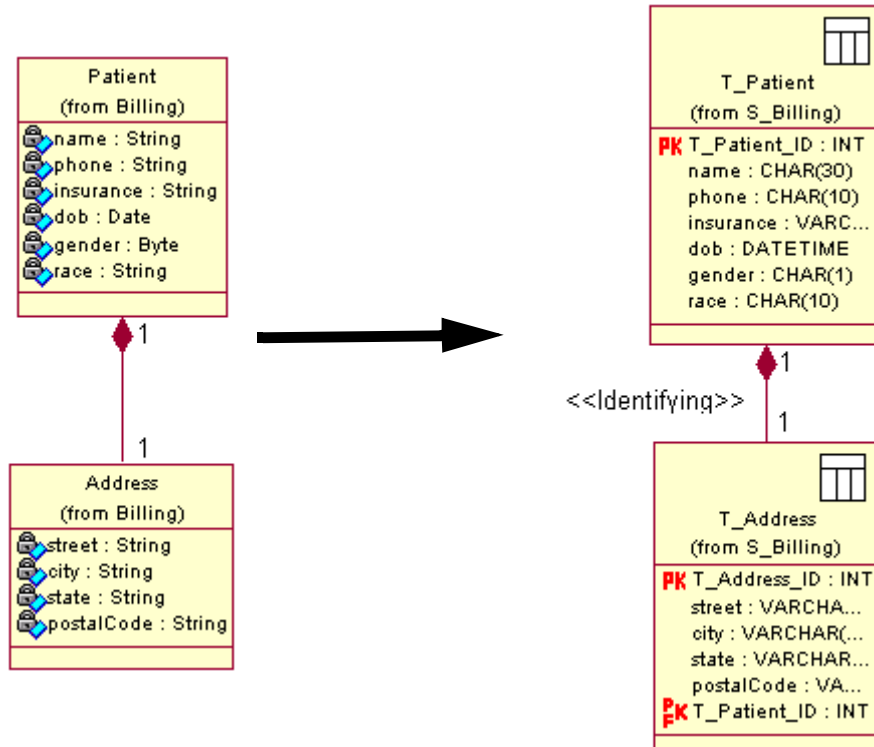 Patient
(from Billing)
name : String
phone : String
insurance : String
dob : Date
gender : Byte
race : String
1
1
Address
(from Billing)
street : String
city : String
state : String
postalCode : String
T_Patient
(from S_Billing)
PK T_Patient_ID : INT
name : CHAR(30)
phone : CHAR(10)
insurance : VARC...
dob : DATETIME
gender : CHAR(1)
race : CHAR(10)
1
<<Identifying>>
1
T_Address
(from S_Billing)
PK T_Address_ID : INT
street : VARCHA...
city : VARCHAR(...
state : VARCHAR...
postalCode : VA...
PFK T_Patient_ID : INT